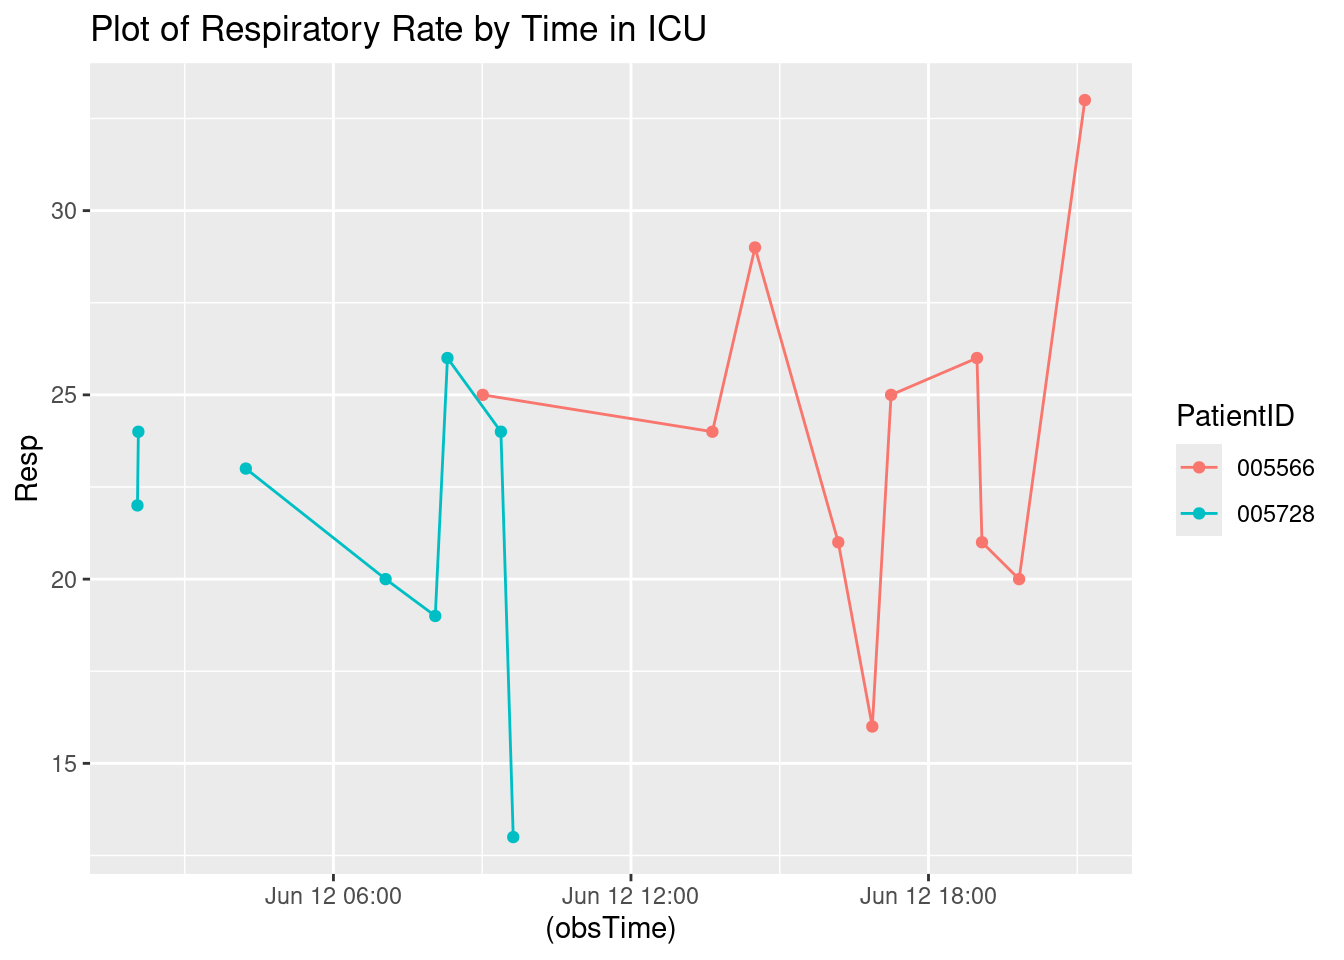 Plot of Respiratory Rate by Time in ICU
Resp
30
25
20
15
Jun 12 06:00
Jun 12 12:00
Jun 12 18:00
(obsTime)
PatientID
005566
005728